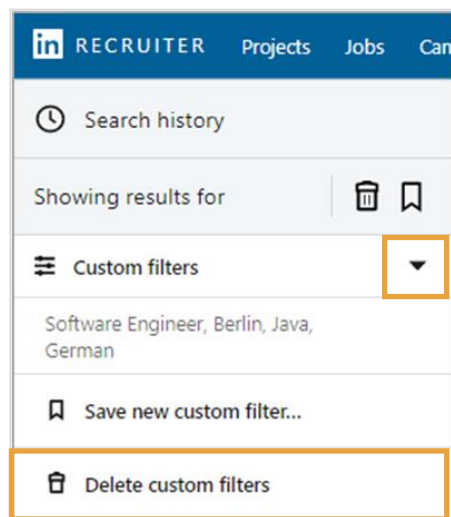 in RECRUITER Projects Jobs Can
Search history
Showing results for
Custom filters
Software Engineer, Berlin, Java,
German
Save new custom filter...
Delete custom filters